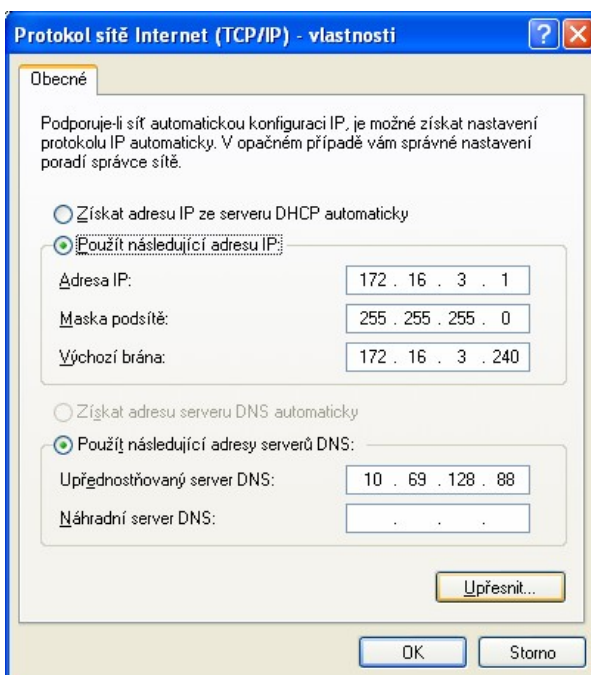 Protokol sítě Internet (TCP/IP) - vlastnosti
Obecné
Podporuje-li síť automatickou konfiguraci IP, je možné získat nastavení
protokolu IP automaticky. V opačném případě vám správné nastavení
poradí správce sítě.
Získat adresu IP ze serveru DHCP automaticky
Použít následující adresu IP:
Adresa IP: 172 . 16 . 3 . 1
Maska podsítě: 255 . 255 . 255 . 0
Výchozí brána: 172 . 16 . 3 . 240
Získat adresu serveru DNS automaticky
Použít následující adresy serverů DNS:
Upřednostňovaný server DNS: 10 . 69 . 128 . 88
Náhradní server DNS: . . .
Upřesnit...
OK Storno